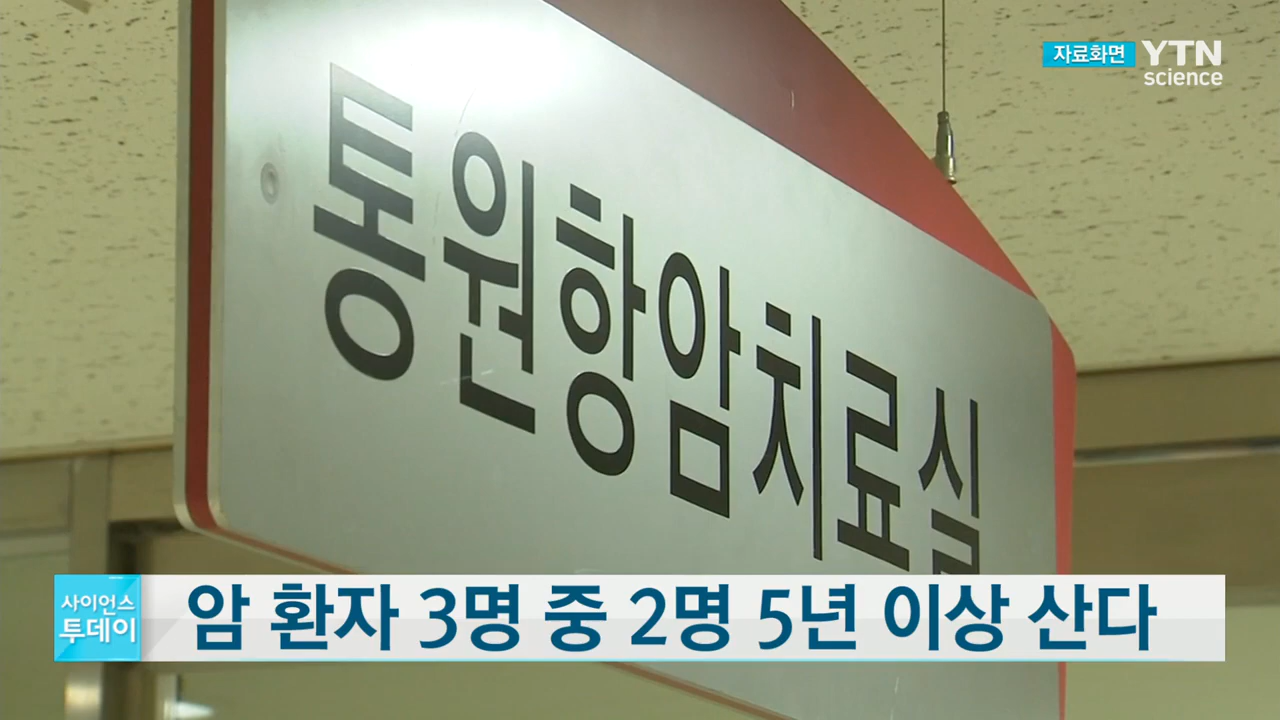 자료화면
YTN
science
통원항암치료실
사이언스
투데이
암 환자 3명 중 2명 5년 이상 산다